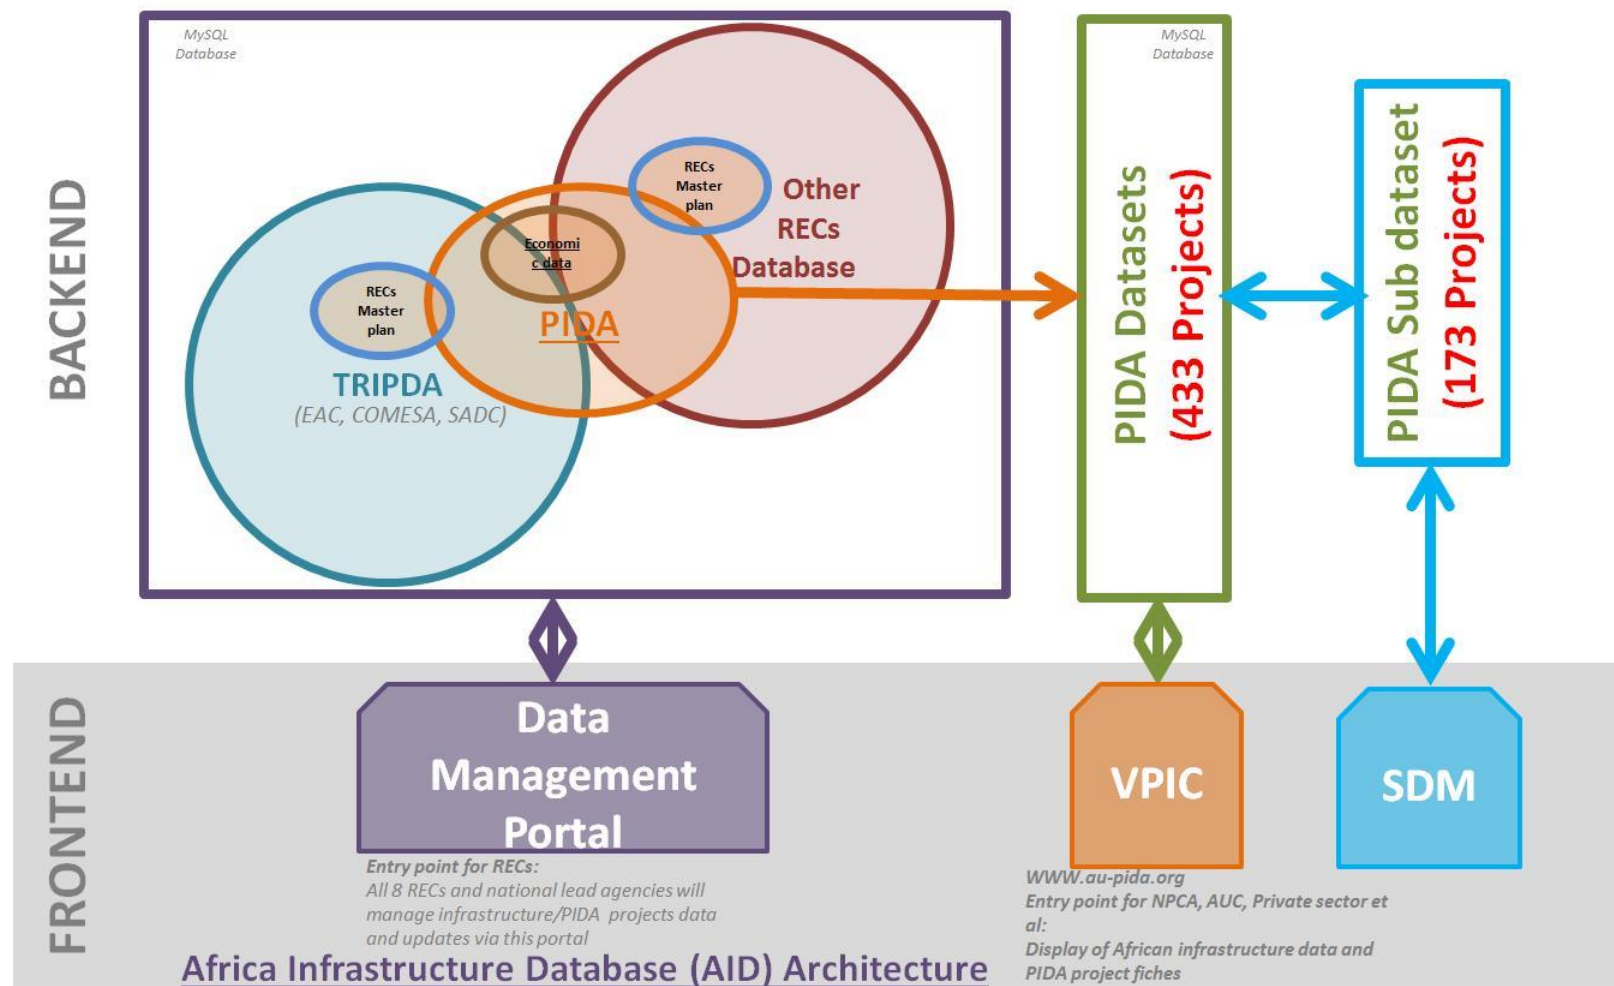 BACKEND
MySQL
Database
RECs
Master
plan
Other
RECs
Database
Economi
c data
PIDA
RECs
Master
plan
TRIPDA
(EAC, COMESA, SADC)
MySQL
Database
PIDA Datasets
(433 Projects)
PIDA Sub dataset
(173 Projects)
FRONTEND
Data
Management
Portal
Entry point for RECs:
All 8 RECs and national lead agencies will
manage infrastructure/PIDA projects data
and updates via this portal
VPIC
WWW.au-pida.org
Entry point for NPCA, AUC, Private sector et
al:
Display of African infrastructure data and
PIDA project fiches
SDM
Africa Infrastructure Database (AID) Architecture